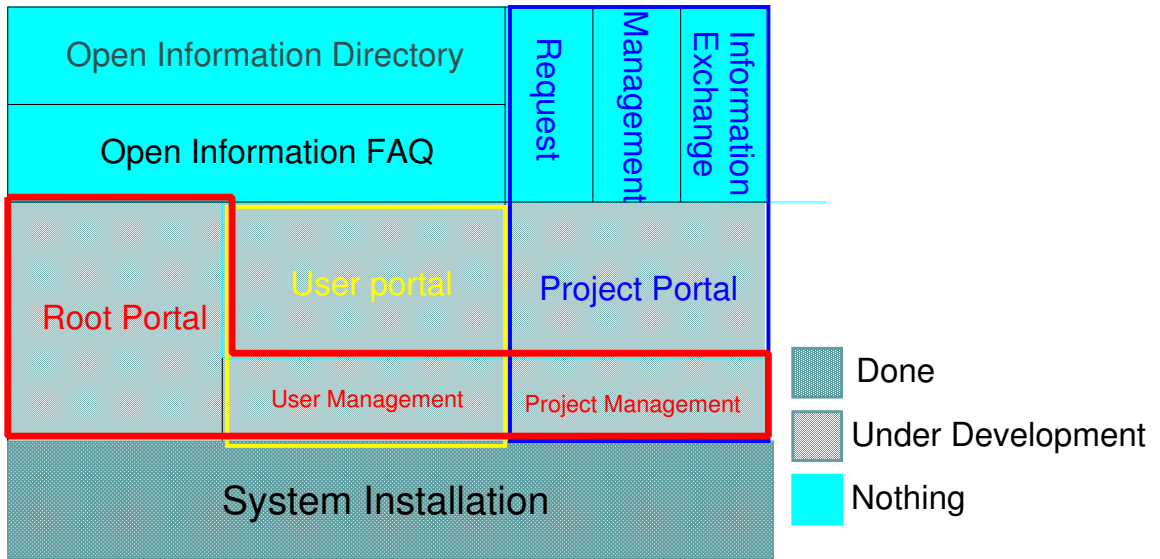 Open Information Directory
Open Information FAQ
Request
Management
Information
Exchange
Root Portal
User portal
Project Portal
User Management
Project Management
System Installation
Done
Under Development
Nothing